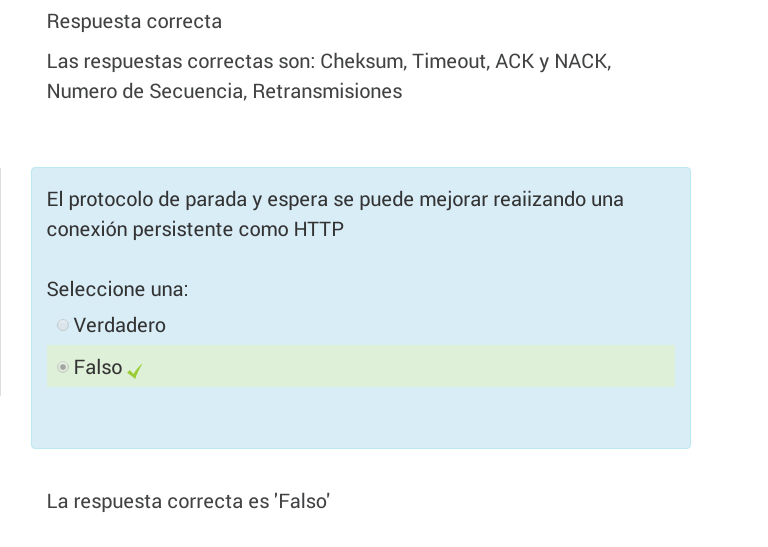 Respuesta correcta
Las respuestas correctas son: Cheksum, Timeout, ACK y NACK,
Numero de Secuencia, Retransmisiones
El protocolo de parada y espera se puede mejorar reaiizando una
conexión persistente como HTTP
Seleccione una:
Verdadero
Falso
La respuesta correcta es 'Falso'